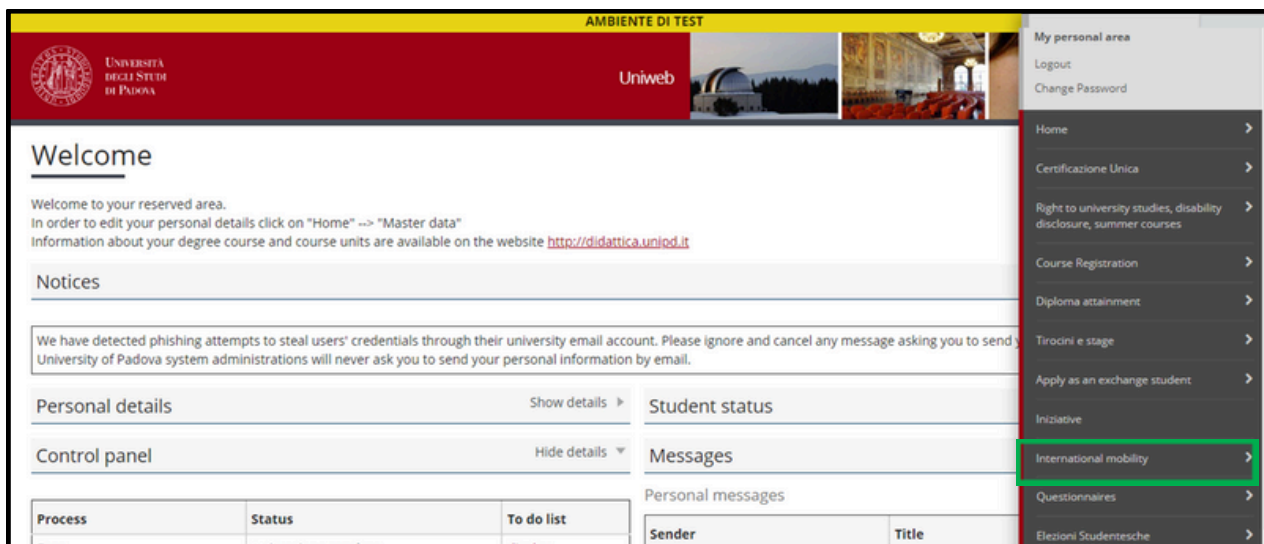 AMBIENTE DI TEST
UNIVERSITÀ
DEGLI STUDI
DI PADOVA
Uniweb
My personal area
Logout
Change Password
Home
Certificazione Unica
Right to university studies, disability
disclosure, summer courses
Course Registration
Diploma attainment
Tirocini e stage
Apply as an exchange student
Iniziative
International mobility
Questionnaires
Elezioni Studentesche
Welcome
Welcome to your reserved area.
In order to edit your personal details click on "Home" --> "Master data"
Information about your degree course and course units are available on the website http://didattica.unipd.it
Notices
We have detected phishing attempts to steal users' credentials through their university email account. Please ignore and cancel any message asking you to send
University of Padova system administrations will never ask you to send your personal information by email.
Personal details Show details
Student status
Control panel Hide details
Messages
Personal messages
Process Status To do list
Sender Title